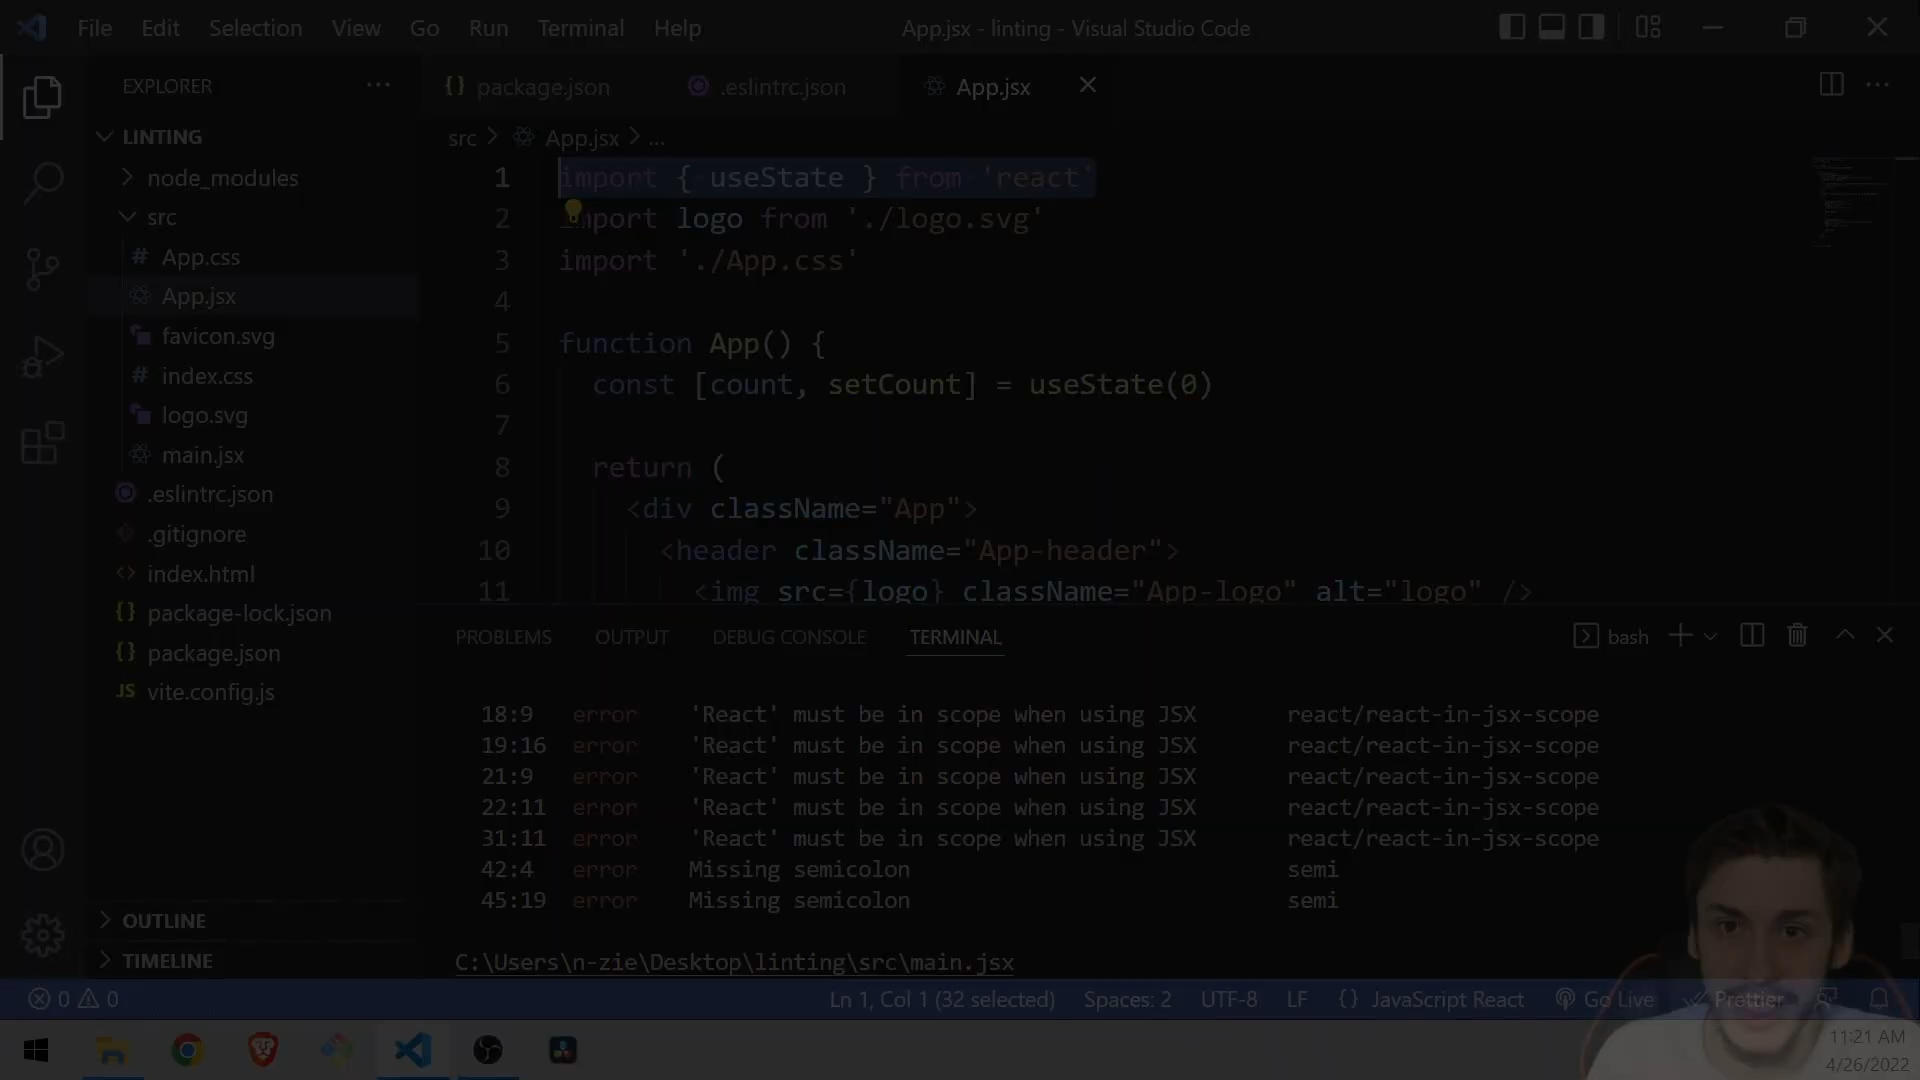 File Edit Selection View Go Run Terminal Help
App.jsx - linting - Visual Studio Code
EXPLORER
LINTING
node_modules
src
# App.css
App.jsx
favicon.svg
# index.css
logo.svg
main.jsx
.eslintrc.json
.gitignore
<> index.html
{} package-lock.json
{} package.json
JS vite.config.js
OUTLINE
TIMELINE
{} package.json
.eslintrc.json
App.jsx
src > App.jsx > ...
1 import { useState } from 'react'
2 import logo from './logo.svg'
3 import './App.css'
4
5 function App() {
6 const [count, setCount] = useState(0)
7
8 return (
9 <div className="App">
10 <header className="App-header">
11 <img src={logo} className="App-logo" alt="logo" />
PROBLEMS OUTPUT DEBUG CONSOLE TERMINAL
bash
18:9 error 'React' must be in scope when using JSX react/react-in-jsx-scope
19:16 error 'React' must be in scope when using JSX react/react-in-jsx-scope
21:9 error 'React' must be in scope when using JSX react/react-in-jsx-scope
22:11 error 'React' must be in scope when using JSX react/react-in-jsx-scope
31:11 error 'React' must be in scope when using JSX react/react-in-jsx-scope
42:4 error Missing semicolon semi
45:19 error Missing semicolon semi
C:\Users\n-zie\Desktop\linting\src\main.jsx
0 0
Ln 1, Col 1 (32 selected) Spaces: 2 UTF-8 LF {} JavaScript React Go Live Prettier
11:21 AM
4/26/2022